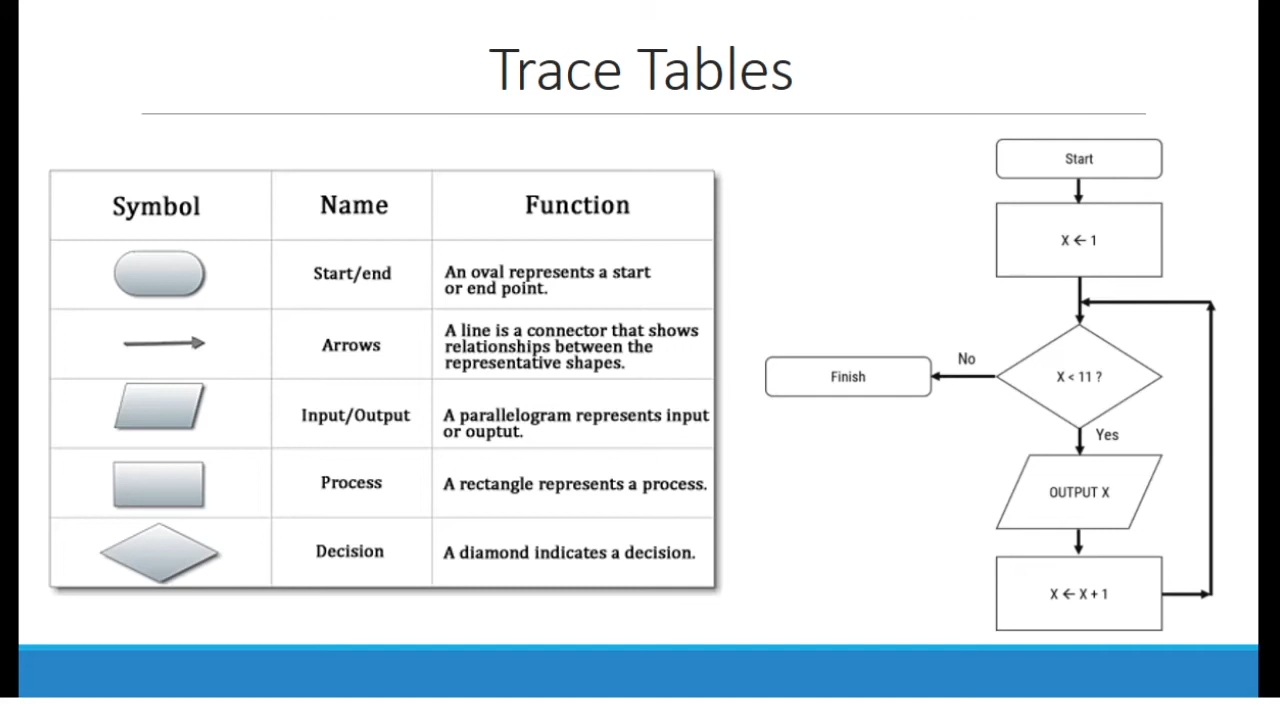 Trace Tables
Symbol Name Function
Start/end
An oval represents a start
or end point.
Arrows
A line is a connector that shows
relationships between the
representative shapes.
Input/Output
A parallelogram represents input
or ouptut.
Process
A rectangle represents a process.
Decision
A diamond indicates a decision.
Start
X ← 1
X < 11 ?
No
Finish
Yes
OUTPUT X
X ← X + 1